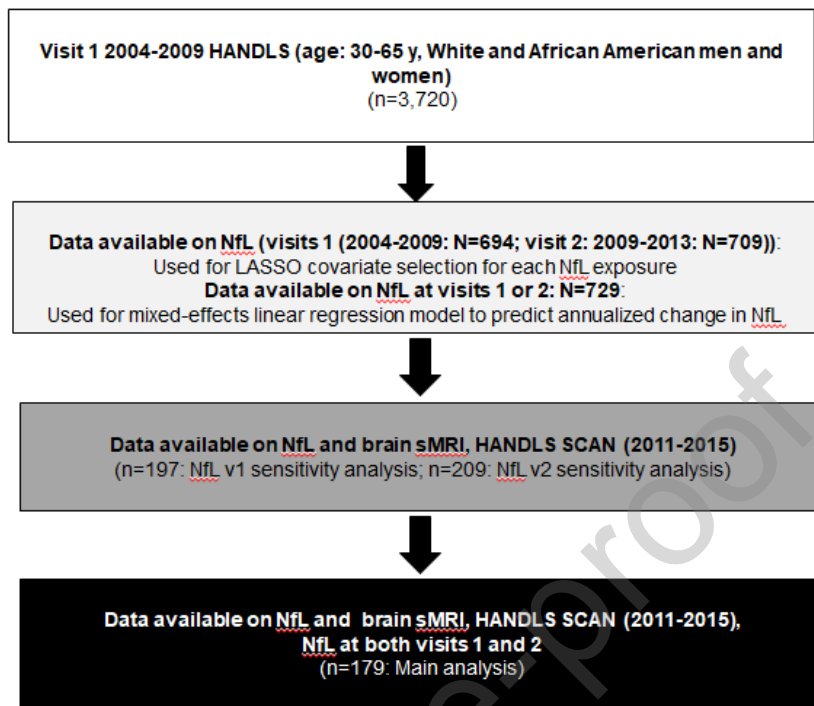 Visit 1 2004-2009 HANDLS (age: 30-65 y, White and African American men and
women)
(n=3,720)
Data available on NfL (visits 1 (2004-2009: N=694; visit 2: 2009-2013: N=709)):
Used for LASSO covariate selection for each NfL exposure
Data available on NfL at visits 1 or 2: N=729:
Used for mixed-effects linear regression model to predict annualized change in NfL
Data available on NfL and brain sMRI, HANDLS SCAN (2011-2015)
(n=197: NfL v1 sensitivity analysis; n=209: NfL v2 sensitivity analysis)
Data available on NfL and brain sMRI, HANDLS SCAN (2011-2015),
NfL at both visits 1 and 2
(n=179: Main analysis)
e-proof